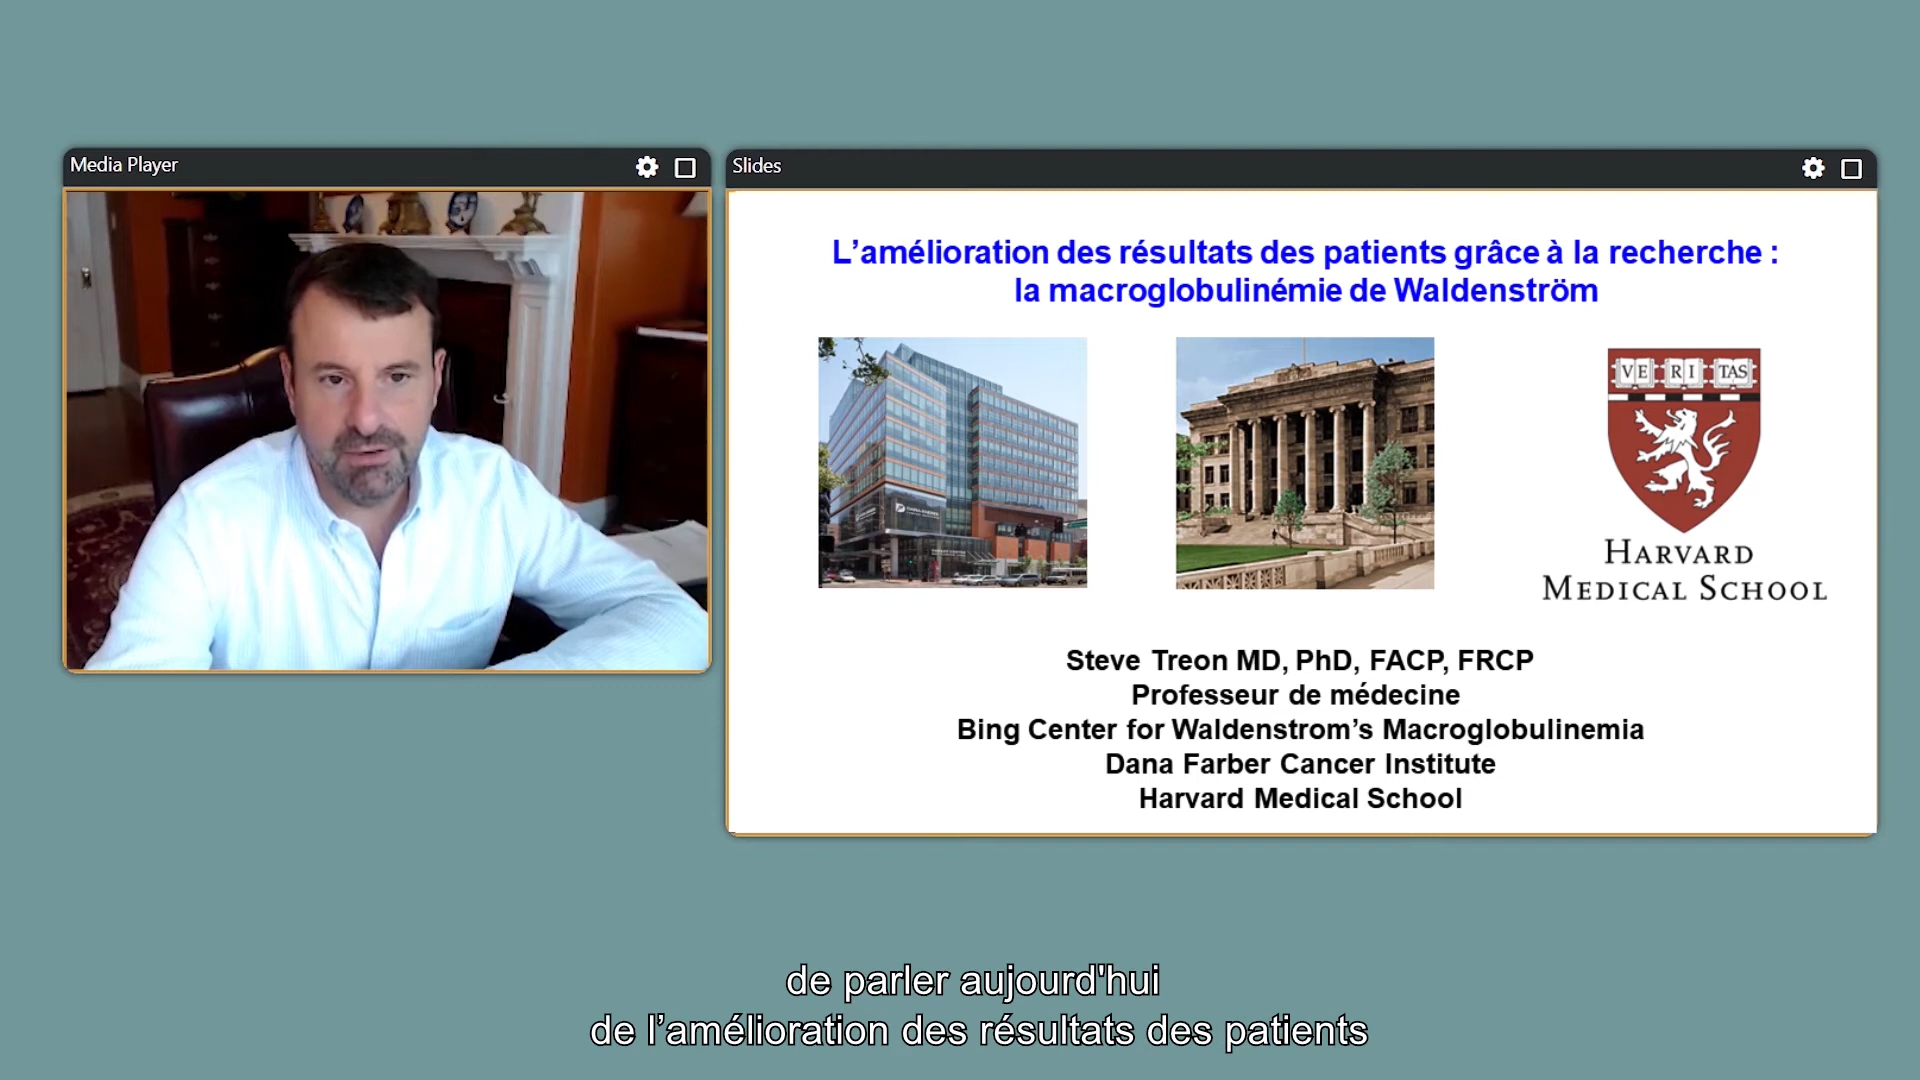 Media Player
Slides
L’amélioration des résultats des patients grâce à la recherche :
la macroglobulinémie de Waldenström
VE RI TAS
HARVARD
MEDICAL SCHOOL
Steve Treon MD, PhD, FACP, FRCP
Professeur de médecine
Bing Center for Waldenstrom’s Macroglobulinemia
Dana Farber Cancer Institute
Harvard Medical School
de parler aujourd'hui
de l’amélioration des résultats des patients